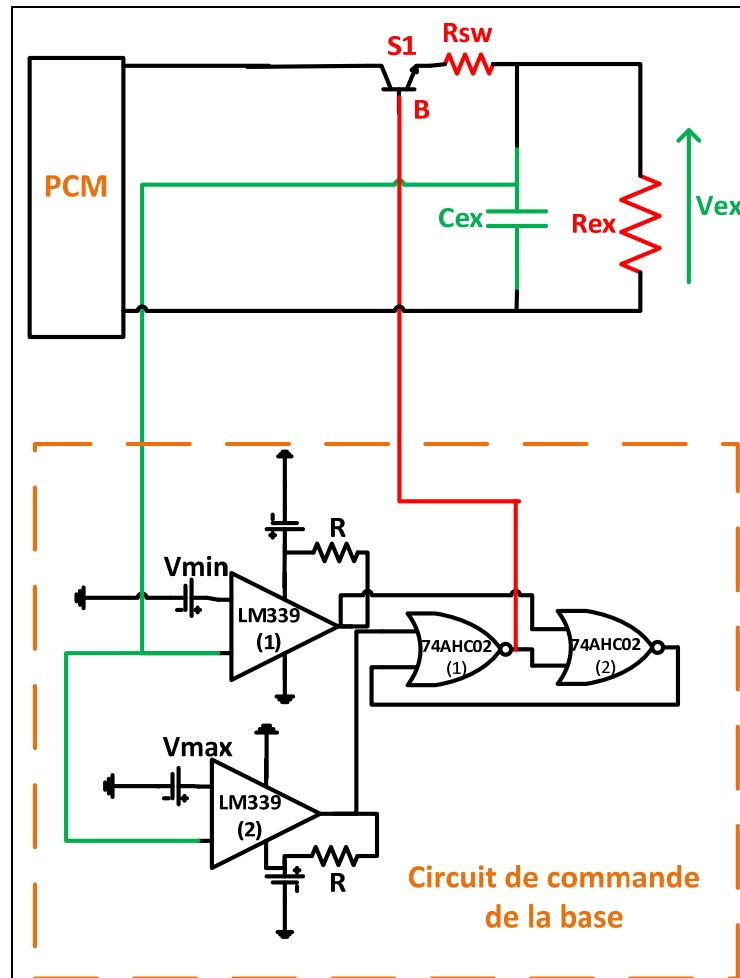 Rsw
S1
B
PCM
Cex
Rex
Vex
R
Vmin
LM339
(1)
74AHC02
(1)
74AHC02
(2)
Vmax
LM339
(2)
R
Circuit de commande
de la base